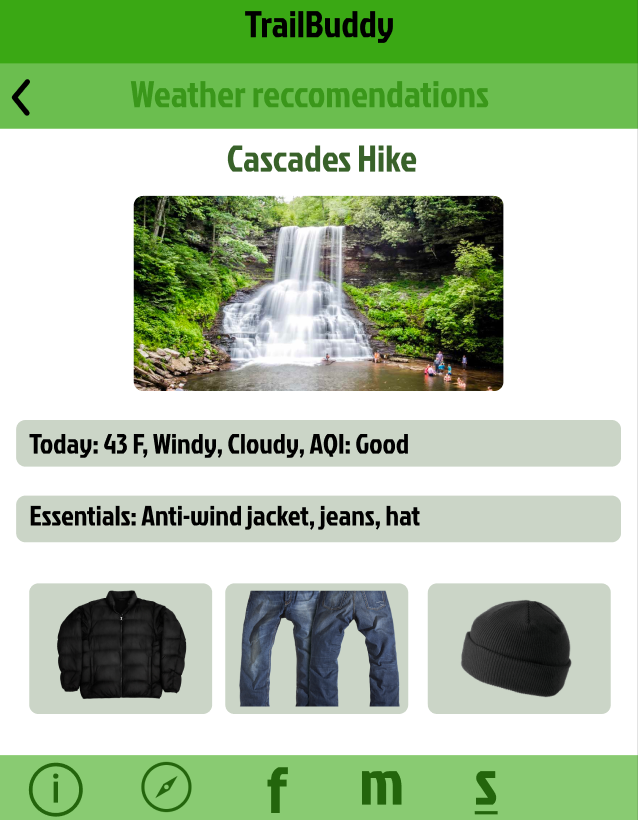 TrailBuddy
Weather reccomendations
Cascades Hike
Today: 43 F, Windy, Cloudy, AQI: Good
Essentials: Anti-wind jacket, jeans, hat
i f m s